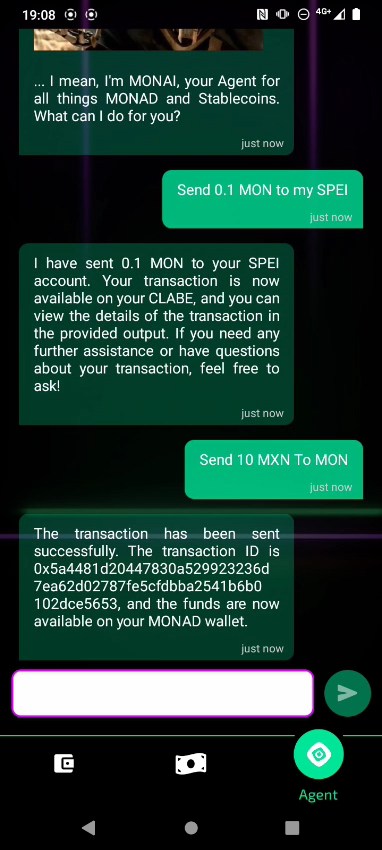 19:08
4G+
... I mean, I'm MONAI, your Agent for
all things MONAD and Stablecoins.
What can I do for you?
just now
Send 0.1 MON to my SPEI
just now
I have sent 0.1 MON to your SPEI
account. Your transaction is now
available on your CLABE, and you can
view the details of the transaction in
the provided output. If you need any
further assistance or have questions
about your transaction, feel free to
ask!
just now
Send 10 MXN To MON
just now
The transaction has been sent
successfully. The transaction ID is
0x5a4481d20447830a529923236d
7ea62d02787fe5cfdbba2541b6b0
102dce5653, and the funds are now
available on your MONAD wallet.
just now
Agent